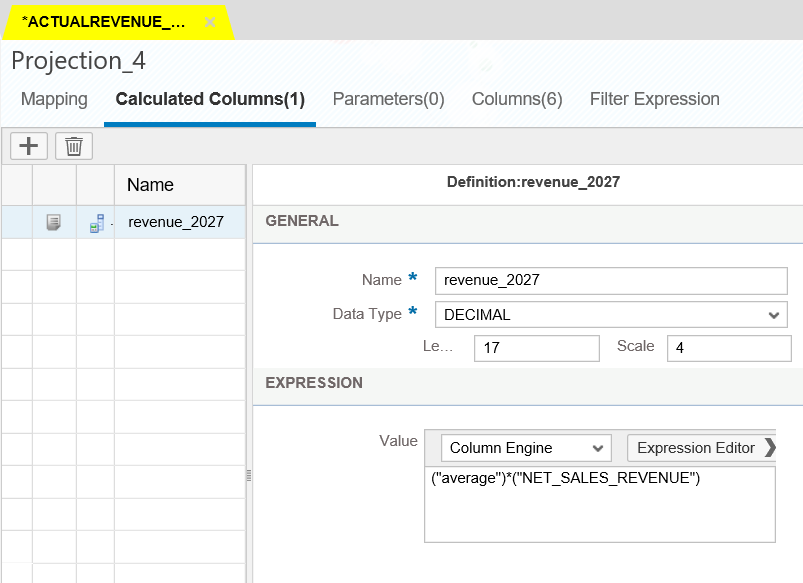 *ACTUALREVENUE_...
Projection_4
Mapping Calculated Columns(1) Parameters(0) Columns(6) Filter Expression
Name
revenue_2027
Definition:revenue_2027
GENERAL
Name * revenue_2027
Data Type * DECIMAL
Le... 17 Scale 4
EXPRESSION
Value Column Engine Expression Editor
("average")*("NET_SALES_REVENUE")